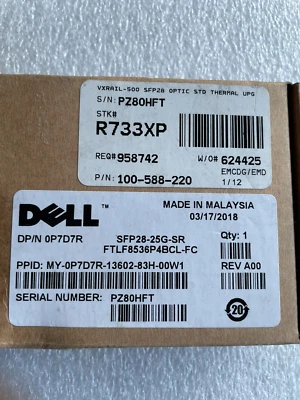 VXRAIL-500 SFP28 OPTIC STD THERMAL UPG
S/N: PZ80HFT
STK#
R733XP
REQ#958742 W/O# 624425
P/N: 100-588-220 EMCDG/EMD
1/12
DELL
MADE IN MALAYSIA
03/17/2018
DP/N 0P7D7R SFP28-25G-SR Qty: 1
FTLF8536P4BCL-FC
PPID: MY-0P7D7R-13602-83H-00W1 REV A00
SERIAL NUMBER: PZ80HFT
20